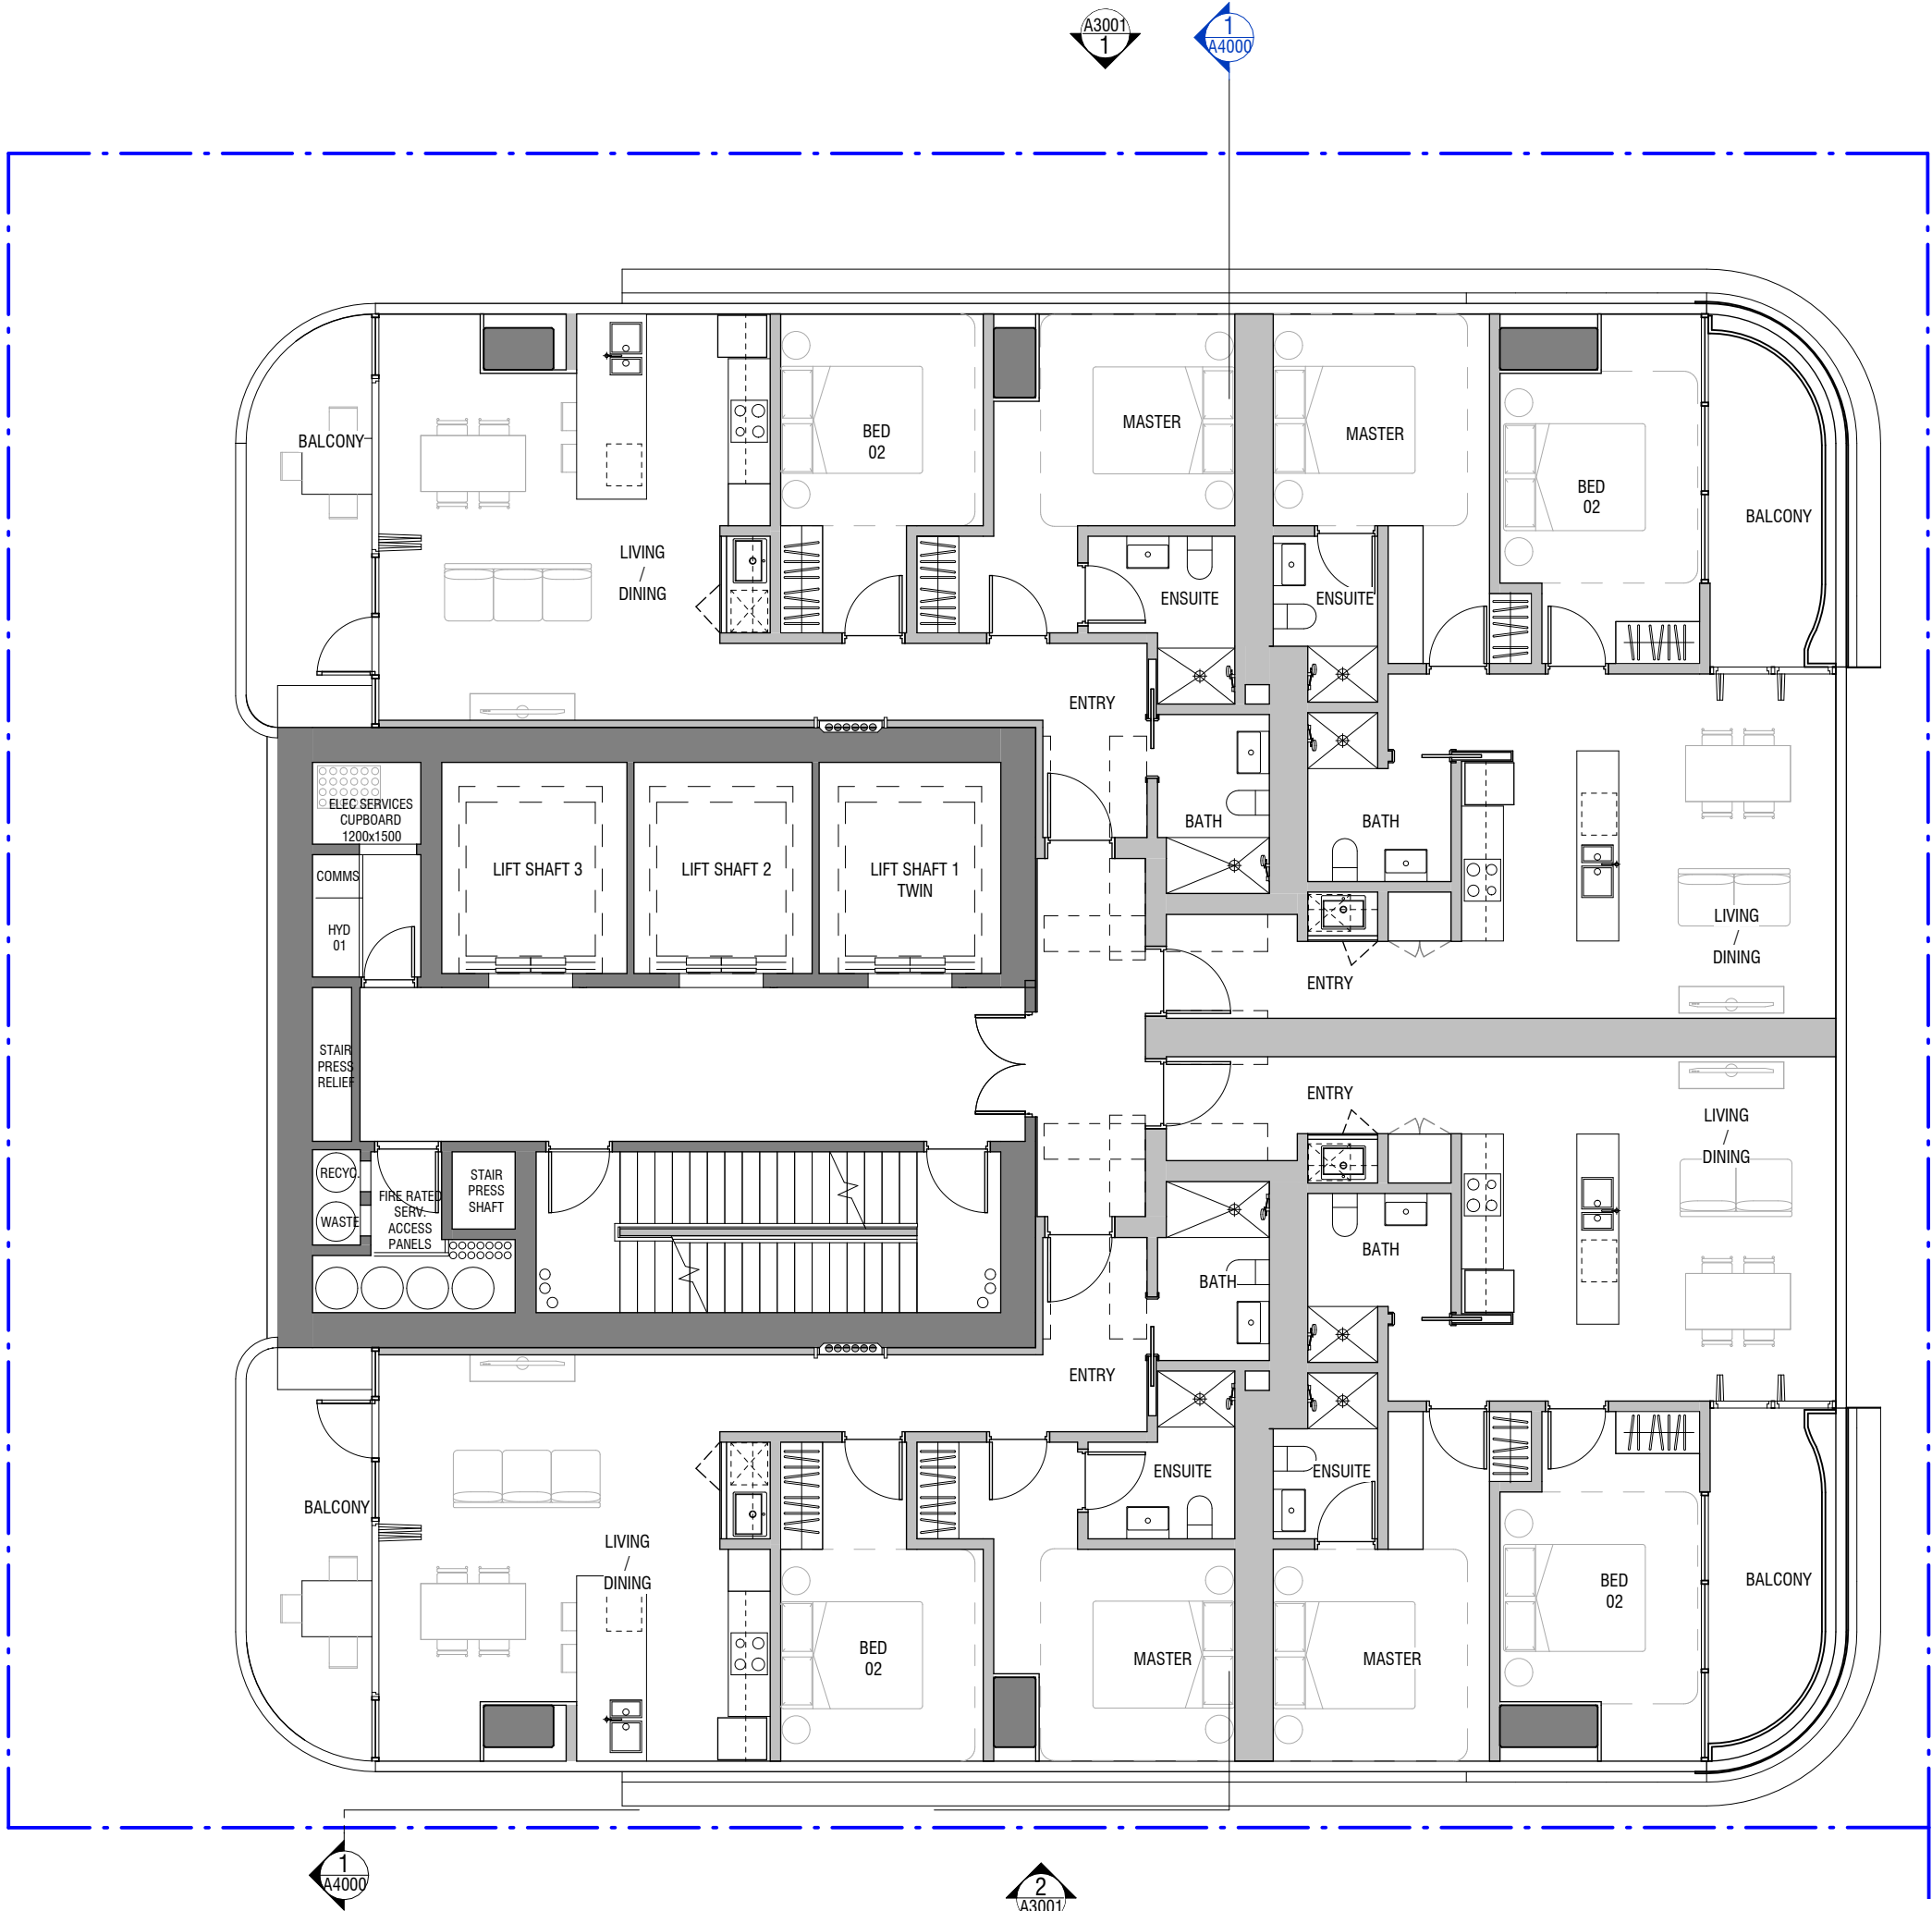 A3001
1
1
A4000
BALCONY
BED
02
MASTER
MASTER
BED
02
BALCONY
LIVING
/
DINING
ENSUITE
ENSUITE
ENTRY
ELEC SERVICES
CUPBOARD
1200x1500
COMMS
HYD
01
LIFT SHAFT 3
LIFT SHAFT 2
LIFT SHAFT 1
TWIN
BATH
BATH
LIVING
/
DINING
ENTRY
STAIR
PRESS
RELIEF
ENTRY
LIVING
/
DINING
RECYC.
WASTE
FIRE RATED
SERV.
ACCESS
PANELS
STAIR
PRESS
SHAFT
BATH
BATH
ENTRY
ENSUITE
ENSUITE
BALCONY
LIVING
/
DINING
BED
02
MASTER
MASTER
BED
02
BALCONY
1
A4000
2
A3001